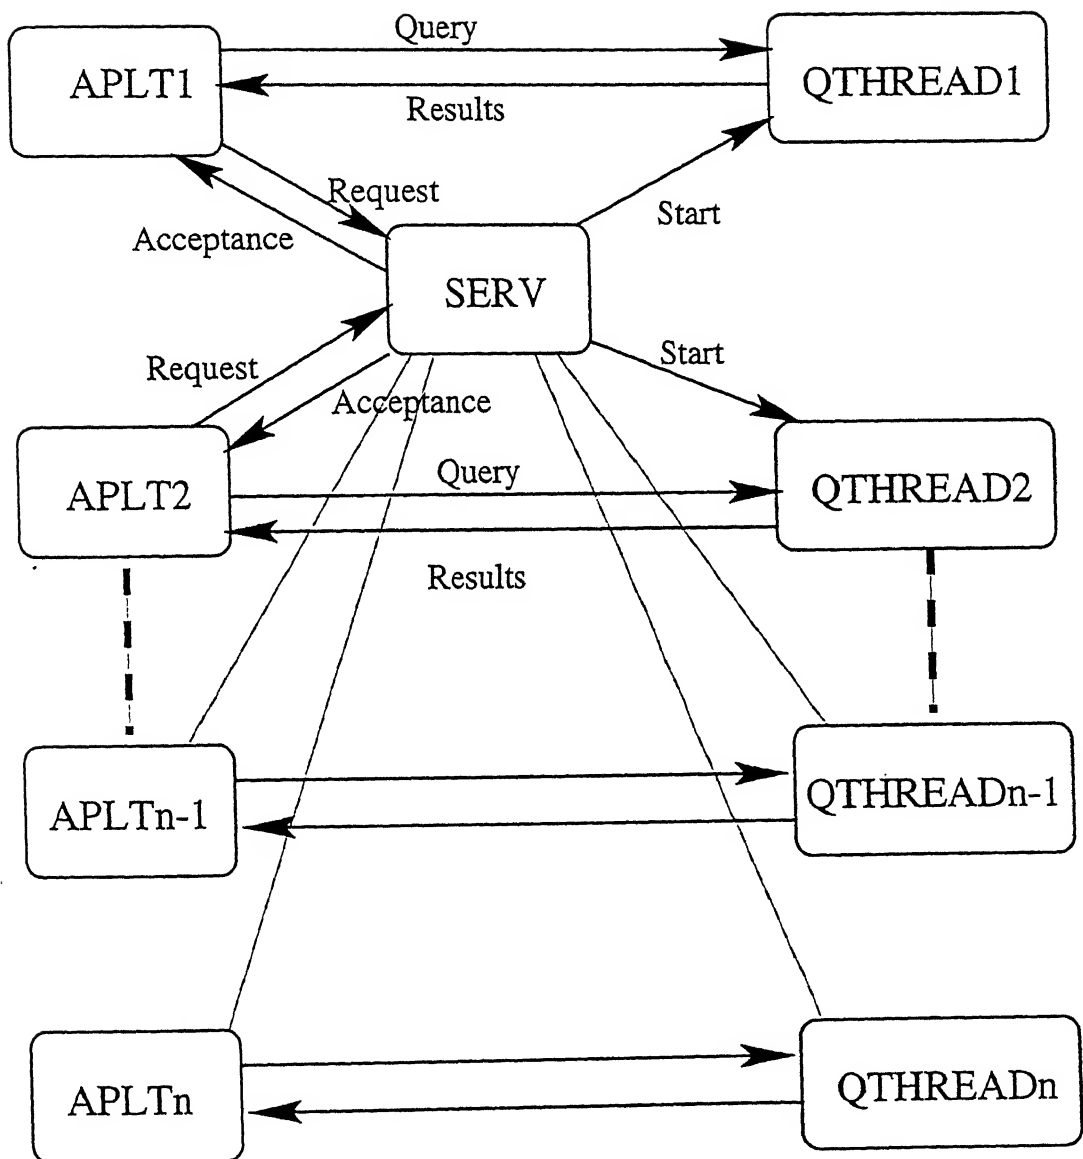 Query
APLT1
QTHREAD1
Results
Request
Start
Acceptance
SERV
Request
Start
Acceptance
Query
APLT2
QTHREAD2
Results
APLTn-1
QTHREADn-1
APLTn
QTHREADn